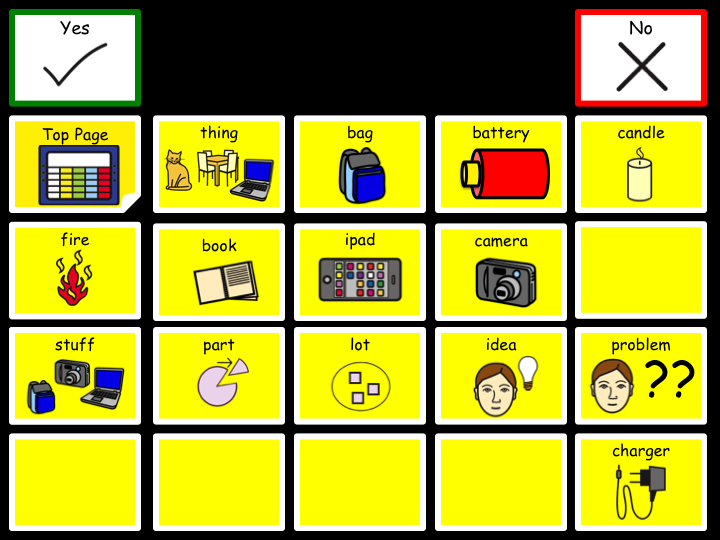 Yes
No
Top Page
thing
bag
battery
candle
fire
book
ipad
camera
stuff
part
lot
idea
problem
??
charger